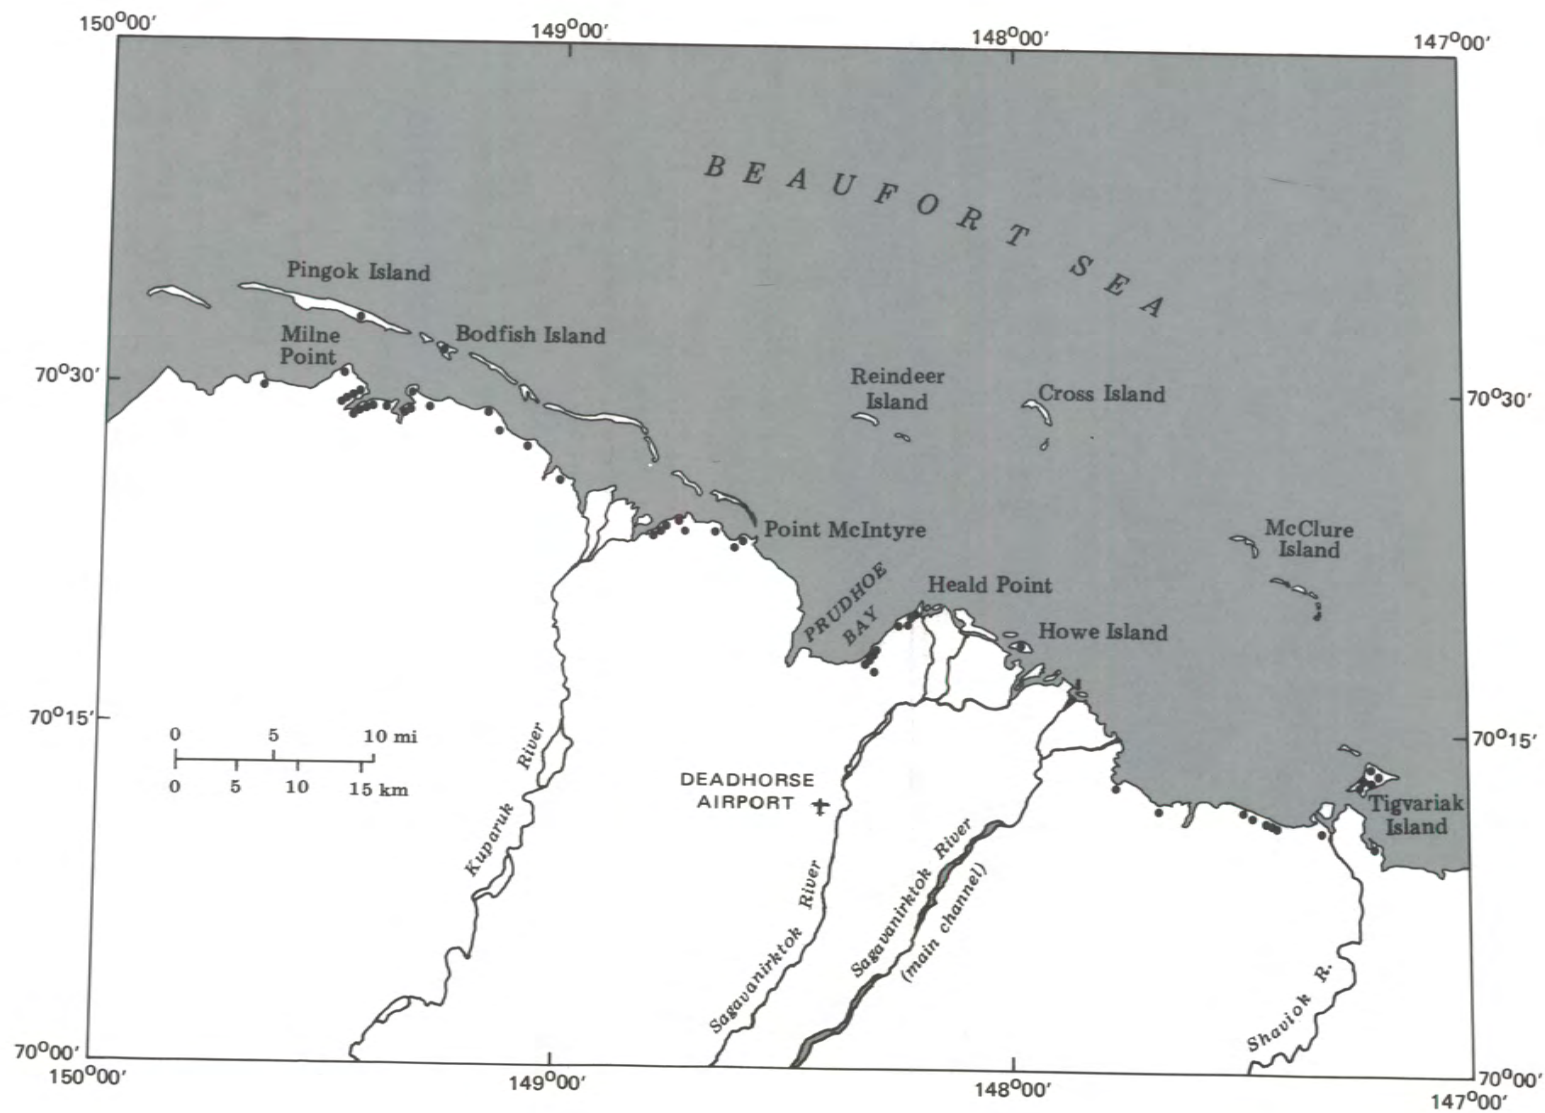 150°00'
149°00'
148°00'
147°00'
BEAUFORT SEA
Pingok Island
Milne
Point
Bodfish Island
70°30'
Reindeer
Island
Cross Island
70°30'
Point McIntyre
McClure
Island
PRUDHOE
BAY
Heald Point
Howe Island
70°15'
0 5 10 mi
0 5 10 15 km
Kuparuk River
DEADHORSE
AIRPORT
70°15'
Tigvariak
Island
Sagavanirktok River
Sagavanirktok River
(main channel)
Shaviok R.
70°00'
150°00'
149°00'
148°00'
70°00'
147°00'